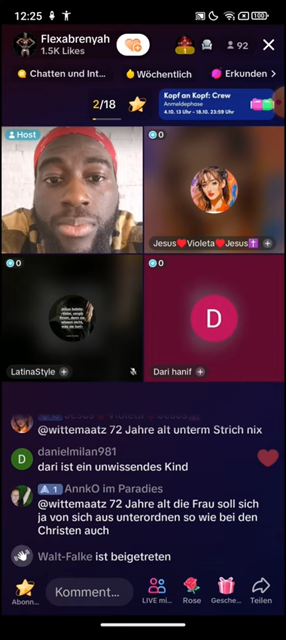 12:25
100
Flexabrenyah
1.5K Likes
92
Chatten und Int...
Wöchentlich
Erkunden
2/18
Kopf an Kopf: Crew
Anmeldephase
4.10. 13 Uhr - 18.10. 23:59 Uhr
Host
0
Jesus❤️Violeta❤️Jesus✝️
0
LatinaStyle
0
D
Dari hanif
@wittemaatz 72 Jahre alt unterm Strich nix
D
danielmilan981
dari ist ein unwissendes Kind
1 AnnkO im Paradies
@wittemaatz 72 Jahre alt die Frau soll sich
ja von sich aus unterordnen so wie bei den
Christen auch
Walt-Falke ist beigetreten
Komment...
Abonn...
LIVE mi...
Rose
Gesche...
Teilen